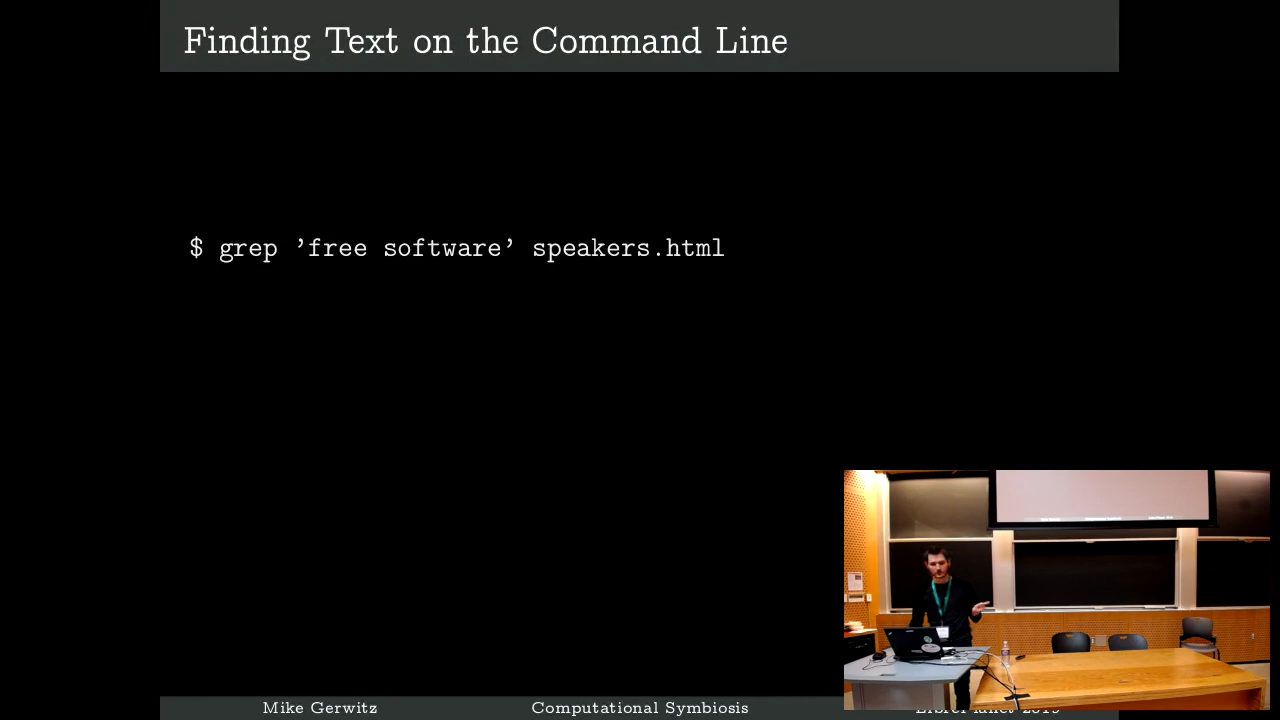 Finding Text on the Command Line
$ grep ’free software’ speakers.html
Mike Gerwitz
Computational Symbiosis